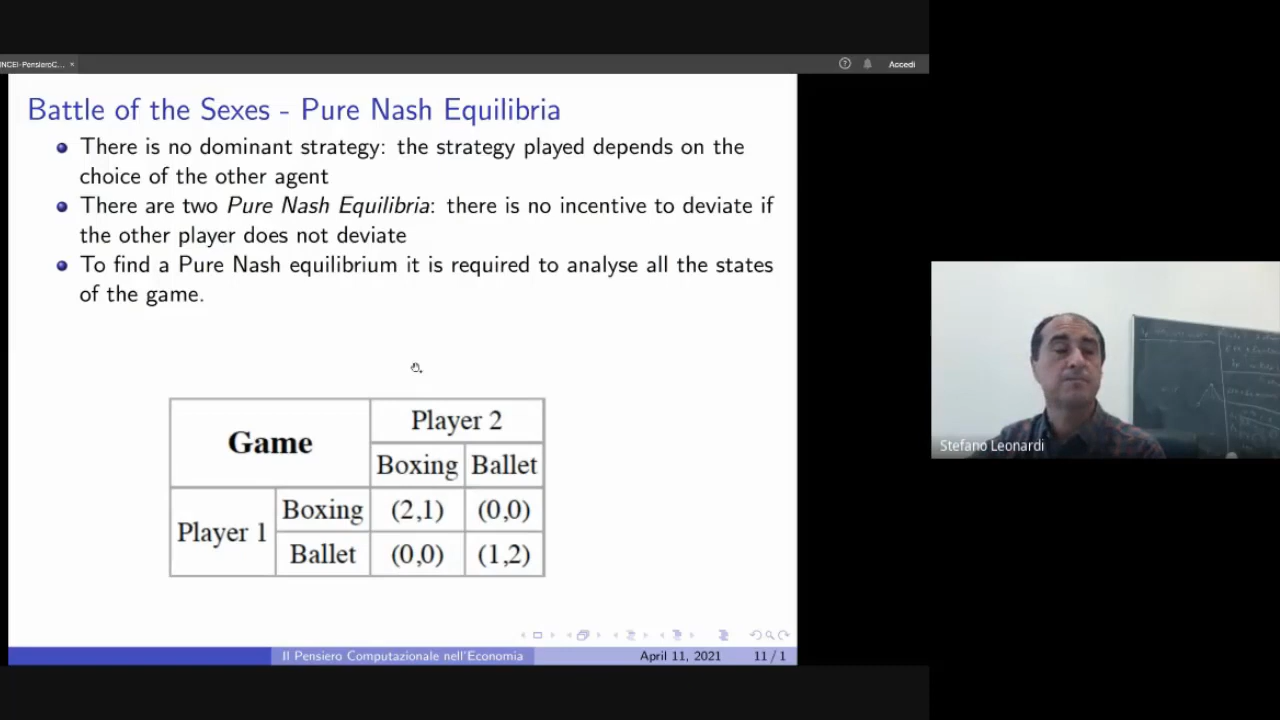 NCEI-PensieroC... ×
? Accedi
Battle of the Sexes - Pure Nash Equilibria
There is no dominant strategy: the strategy played depends on the
choice of the other agent
There are two Pure Nash Equilibria: there is no incentive to deviate if
the other player does not deviate
To find a Pure Nash equilibrium it is required to analyse all the states
of the game.
Game
Player 2
Boxing Ballet
Player 1
Boxing (2,1) (0,0)
Ballet (0,0) (1,2)
Il Pensiero Computazionale nell'Economia
April 11, 2021
11 / 1
Stefano Leonardi